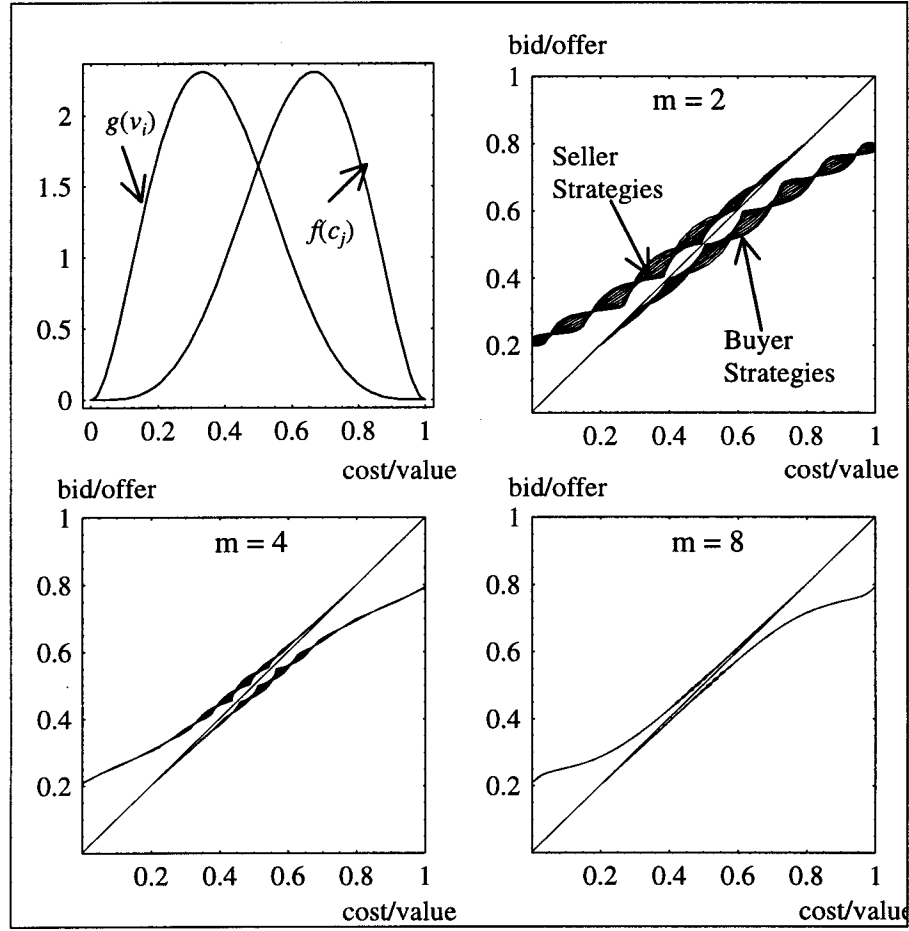 2
1.5
1
0.5
0
g(v_i)
f(c_j)
0 0.2 0.4 0.6 0.8 1
cost/value
bid/offer
1
0.8
0.6
0.4
0.2
m = 2
Seller
Strategies
Buyer
Strategies
0.2 0.4 0.6 0.8 1
cost/value
bid/offer
1
0.8
0.6
0.4
0.2
m = 4
0.2 0.4 0.6 0.8 1
cost/value
bid/offer
1
0.8
0.6
0.4
0.2
m = 8
0.2 0.4 0.6 0.8 1
cost/value